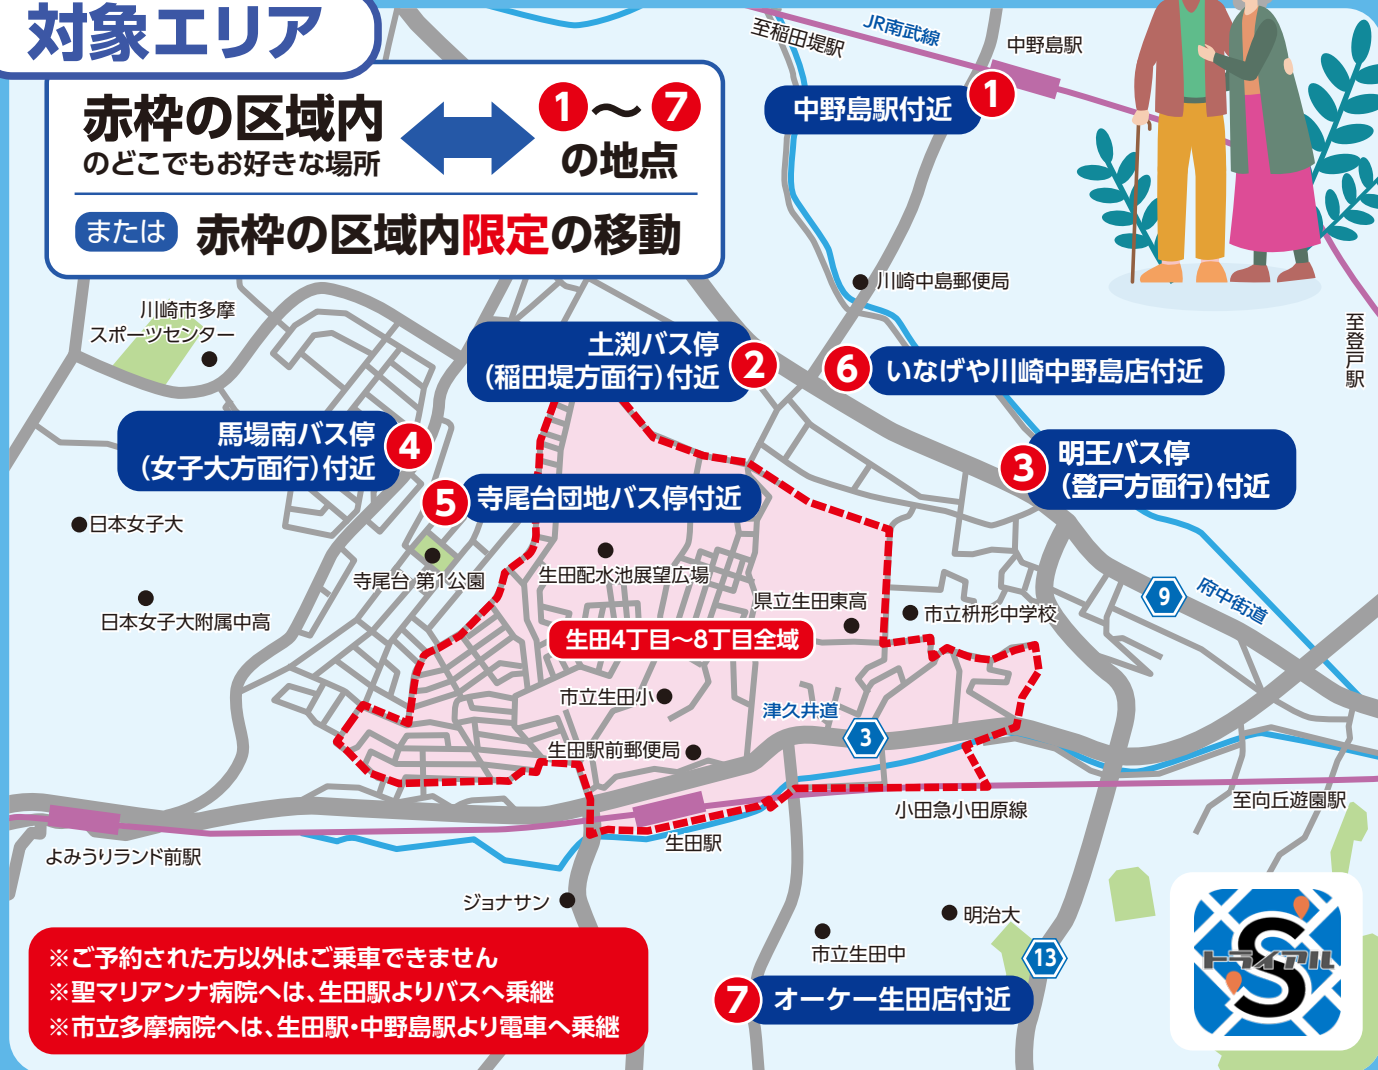 対象エリア
赤枠の区域内
のどこでもお好きな場所
1～7
の地点
または
赤枠の区域内限定の移動
至稲田堤駅
JR南武線
中野島駅
中野島駅付近
1
川崎中島郵便局
至登戸駅
川崎市多摩
スポーツセンター
土渕バス停
(稲田堤方面行)付近
2
6
いなげや川崎中野島店付近
馬場南バス停
(女子大方面行)付近
4
3
明王バス停
(登戸方面行)付近
5
寺尾台団地バス停付近
日本女子大
寺尾台 第1公園
生田配水池展望広場
日本女子大附属中高
県立生田東高
市立枡形中学校
9
府中街道
生田4丁目～8丁目全域
市立生田小
津久井道
3
生田駅前郵便局
小田急小田原線
至向丘遊園駅
よみうりランド前駅
生田駅
ジョナサン
明治大
市立生田中
13
7
オーケー生田店付近
※ご予約された方以外はご乗車できません
※聖マリアンナ病院へは、生田駅よりバスへ乗継
※市立多摩病院へは、生田駅・中野島駅より電車へ乗継
S
トライアル